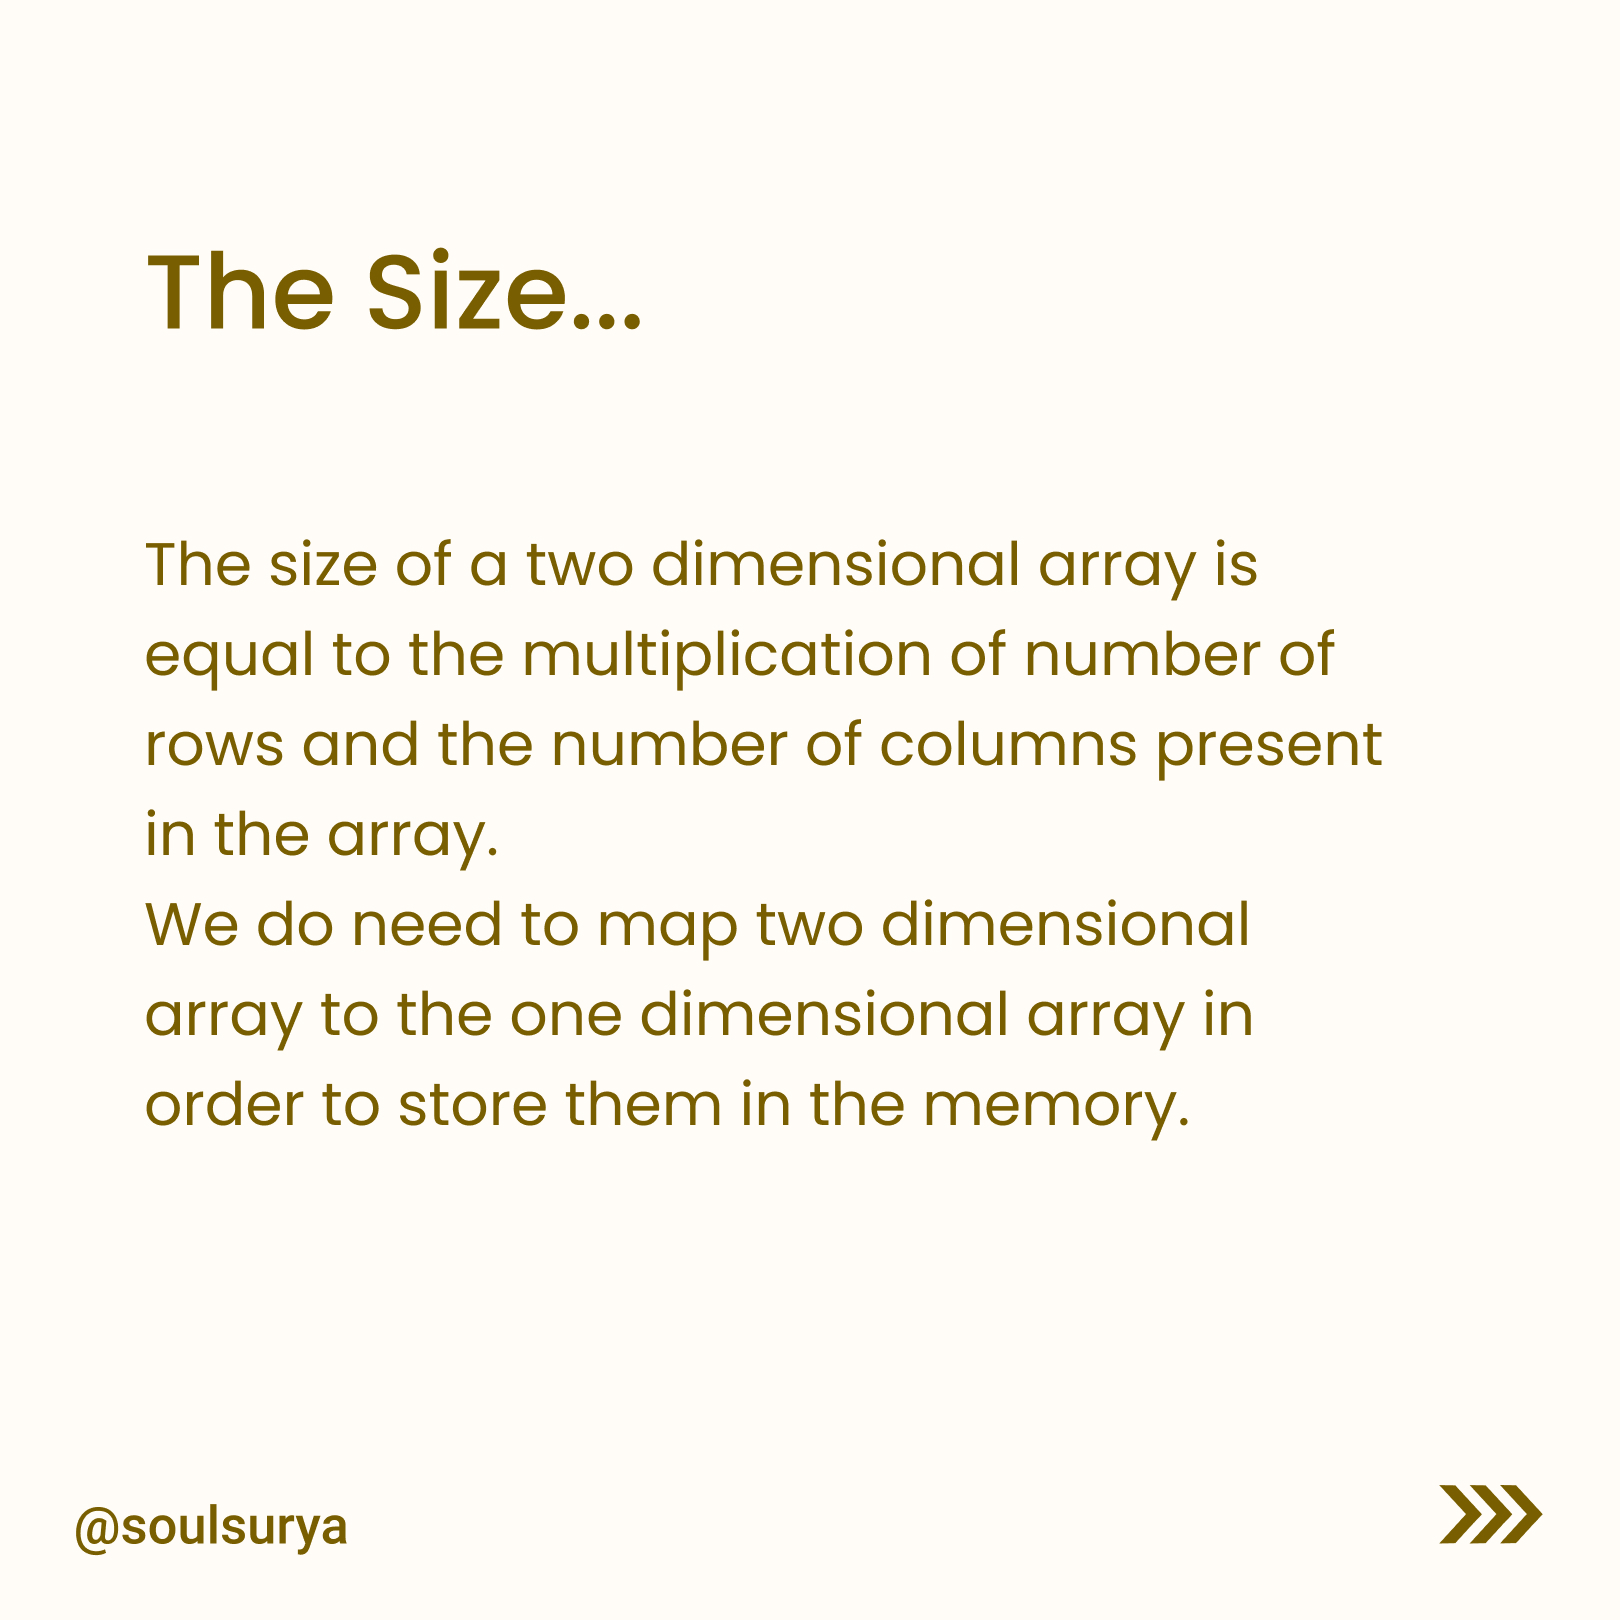 The Size...
The size of a two dimensional array is
equal to the multiplication of number of
rows and the number of columns present
in the array.
We do need to map two dimensional
array to the one dimensional array in
order to store them in the memory.
@soulsurya